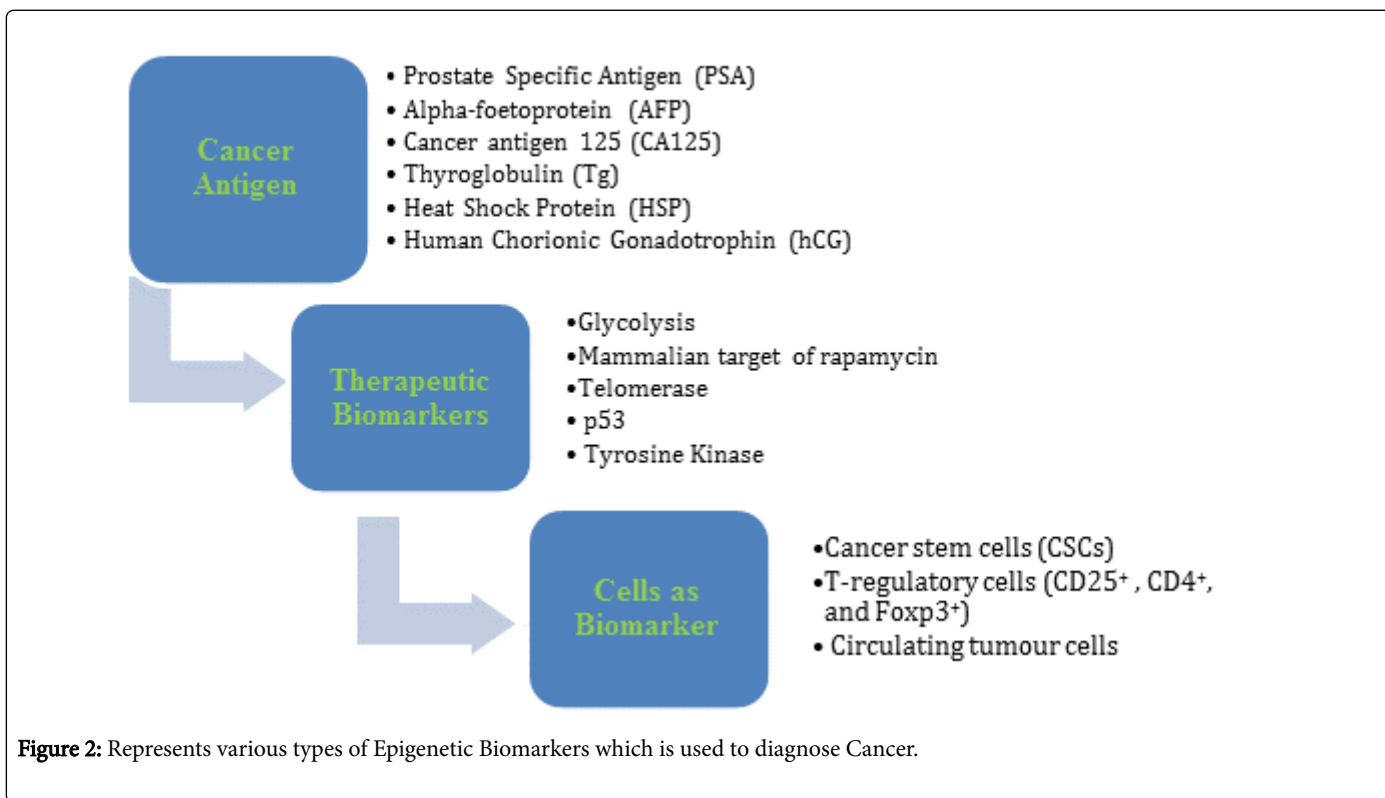 Cancer
Antigen
• Prostate Specific Antigen (PSA)
• Alpha-foetoprotein (AFP)
• Cancer antigen 125 (CA125)
• Thyroglobulin (Tg)
• Heat Shock Protein (HSP)
• Human Chorionic Gonadotrophin (hCG)
Therapeutic
Biomarkers
•Glycolysis
•Mammalian target of rapamycin
•Telomerase
• p53
• Tyrosine Kinase
Cells as
Biomarker
•Cancer stem cells (CSCs)
•T-regulatory cells (CD25⁺ , CD4⁺,
and Foxp3⁺)
• Circulating tumour cells
Figure 2: Represents various types of Epigenetic Biomarkers which is used to diagnose Cancer.